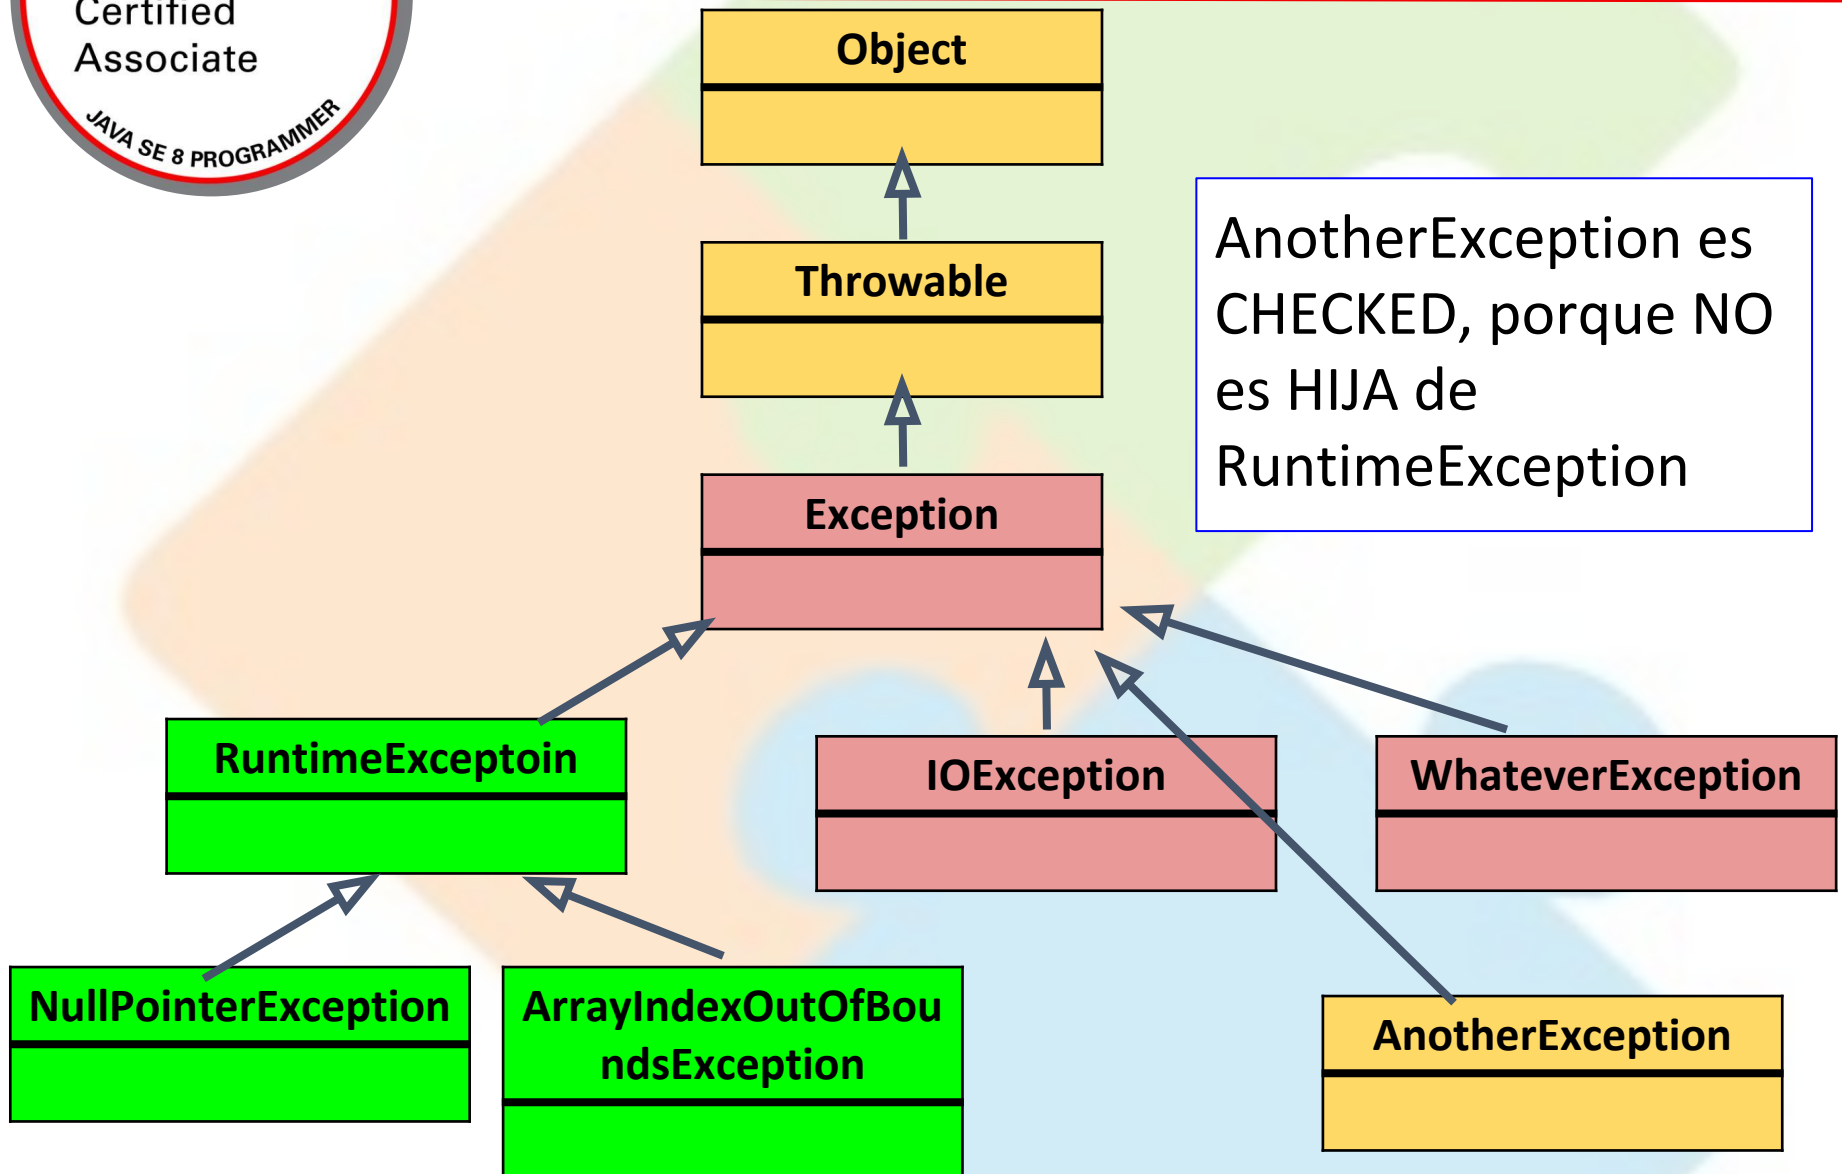 Certified
Associate
JAVA SE 8 PROGRAMMER
Object
Throwable
AnotherException es
CHECKED, porque NO
es HIJA de
RuntimeException
Exception
RuntimeExceptoin
IOException
WhateverException
NullPointerException
ArrayIndexOutOfBou
ndsException
AnotherException